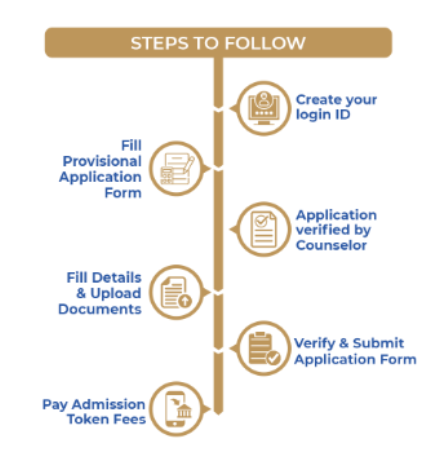 STEPS TO FOLLOW
Create your
login ID
Fill
Provisional
Application
Form
Application
verified by
Counselor
Fill Details
& Upload
Documents
Verify & Submit
Application Form
Pay Admission
Token Fees